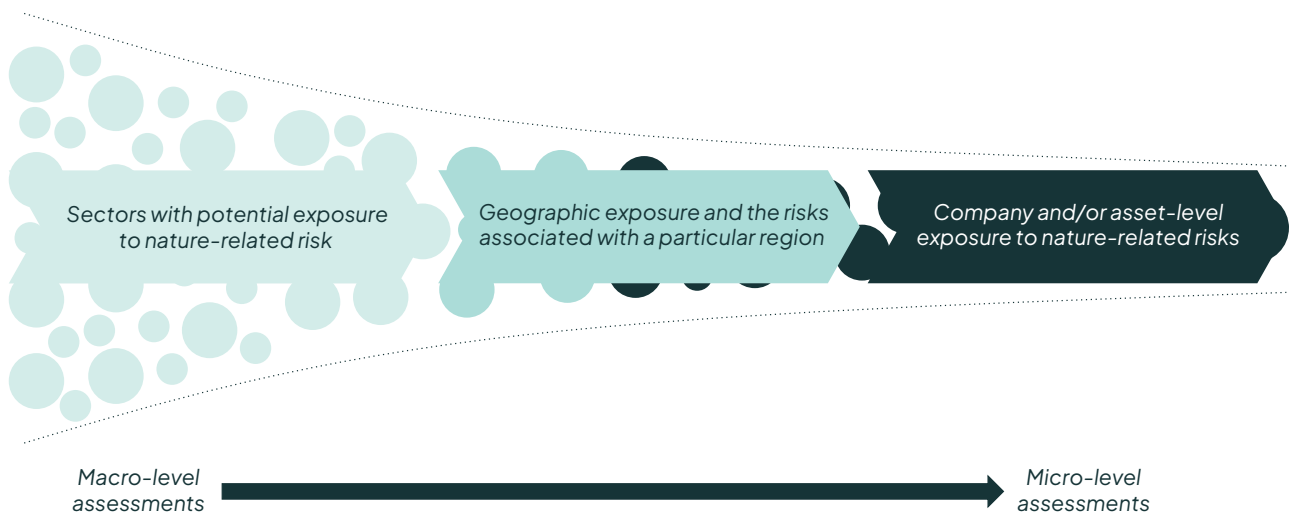 Sectors with potential exposure
to nature-related risk
Geographic exposure and the risks
associated with a particular region
Company and/or asset-level
exposure to nature-related risks
Macro-level
assessments
Micro-level
assessments